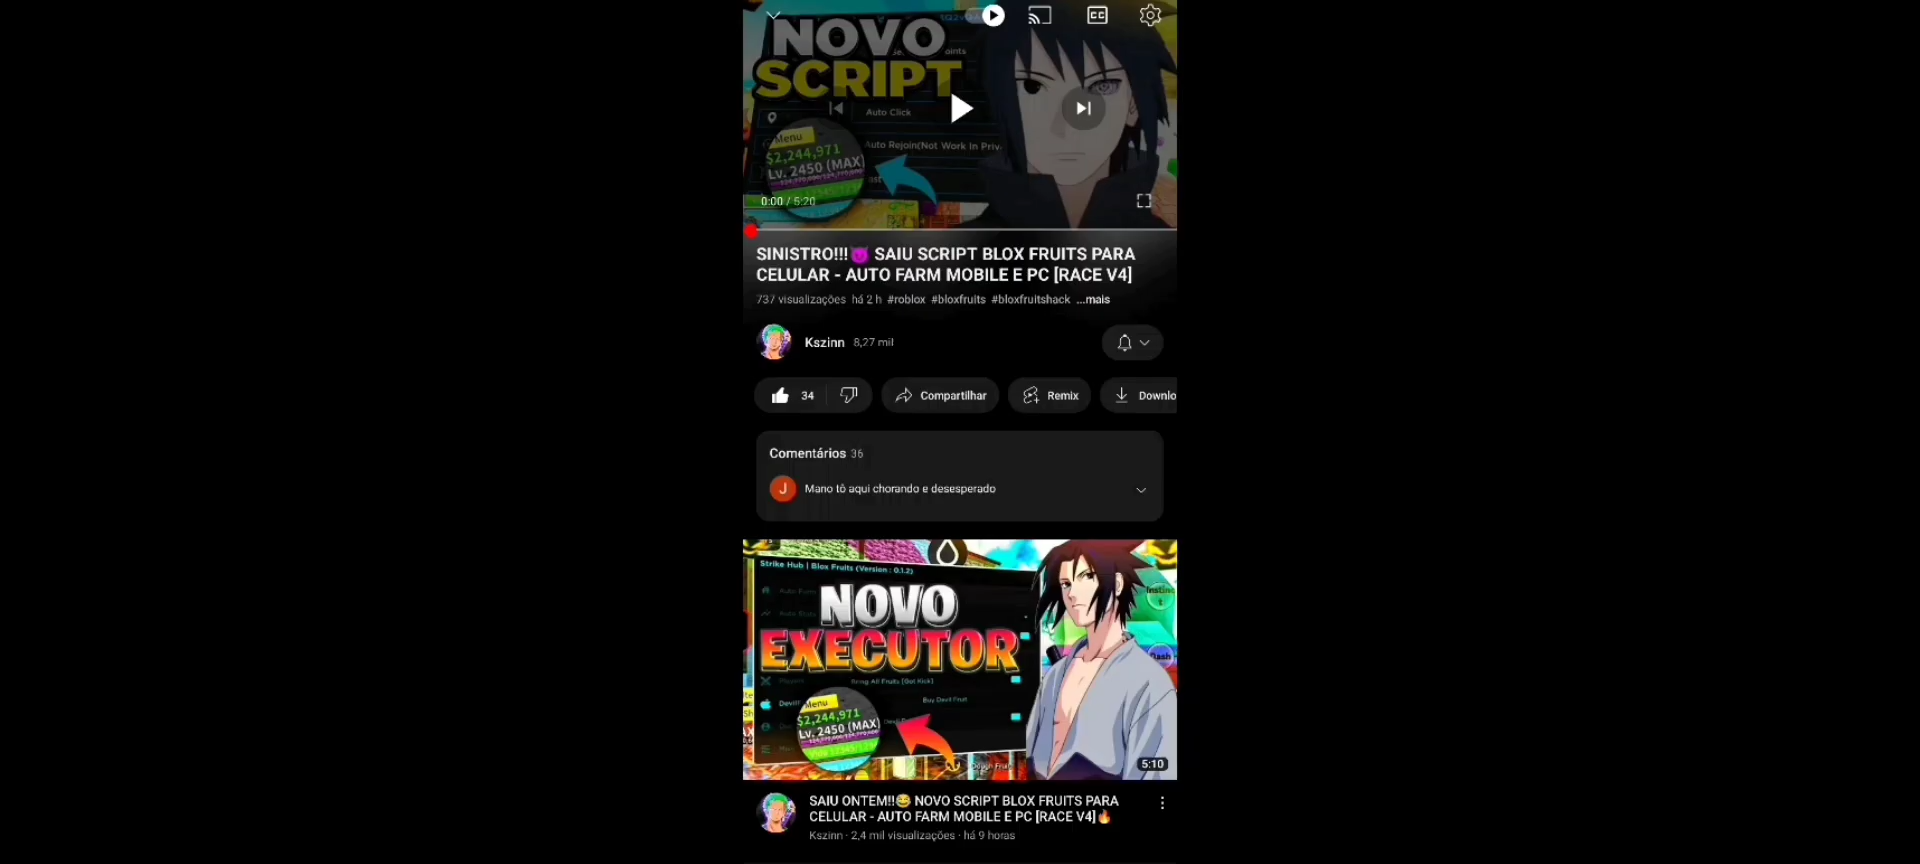 NOVO
SCRIPT
Auto Click
Menu
Auto Rejoin(Not Work In Priv
$2,244,971
Lv. 2450 (MAX)
0:00 / 5:20
SINISTRO!!!😈 SAIU SCRIPT BLOX FRUITS PARA
CELULAR - AUTO FARM MOBILE E PC [RACE V4]
737 visualizações há 2 h #roblox #bloxfruits #bloxfruitshack ...mais
Kszinn 8,27 mil
34 Compartilhar Remix Downlo
Comentários 36
J Mano tô aqui chorando e desesperado
Strike Hub | Blox Fruits (Version : 0.1.2)
NOVO
EXECUTOR
Bring All Fruits [Got Kick]
Buy Devil Fruit
Menu
$2,244,971
Lv. 2450 (MAX)
5:10
SAIU ONTEM!!😂 NOVO SCRIPT BLOX FRUITS PARA
CELULAR - AUTO FARM MOBILE E PC [RACE V4]🔥
Kszinn · 2,4 mil visualizações · há 9 horas